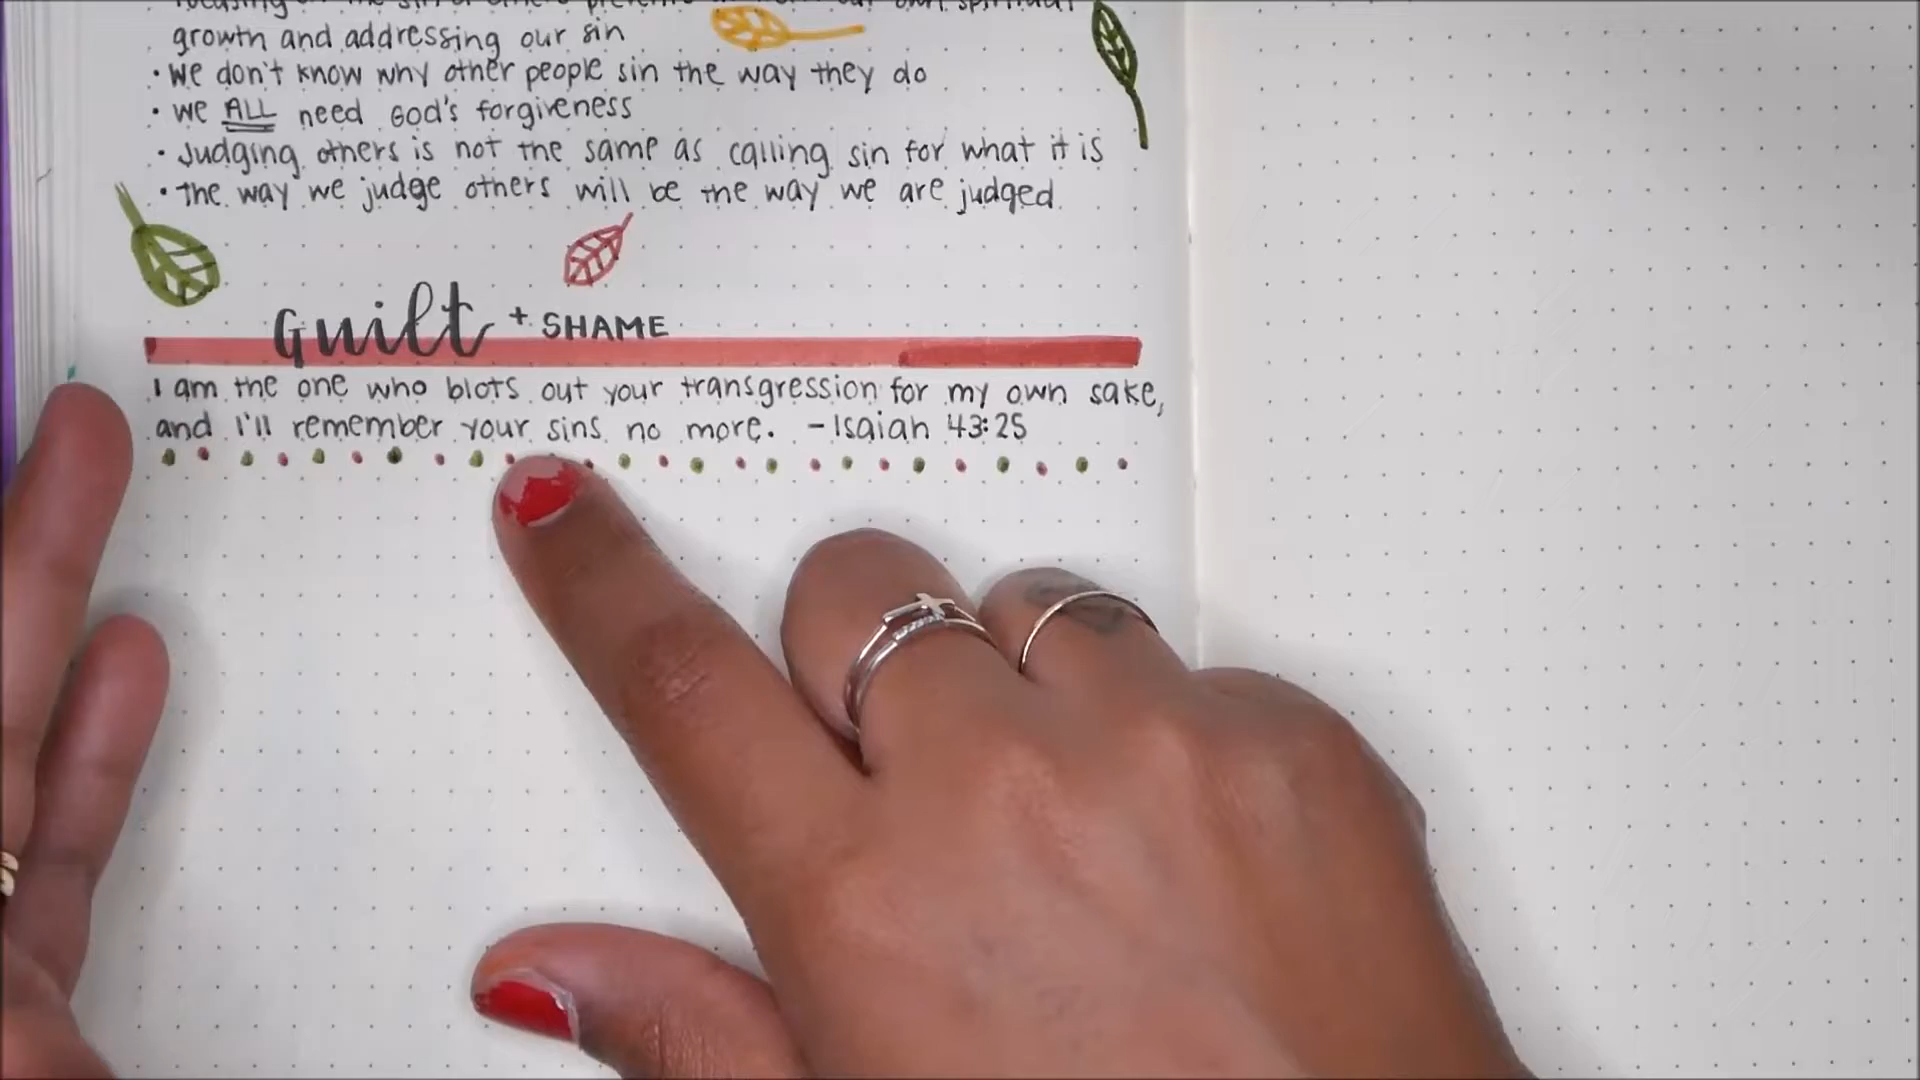 growth and addressing our sin
• we don't know why other people sin the way they do
• we ALL need God's forgiveness
• Judging others is not the same as calling sin for what it is
• the way we judge others will be the way we are judged
Guilt + SHAME
I am the one who blots out your transgression for my own sake,
and I'll remember your sins no more. - Isaiah 43:25